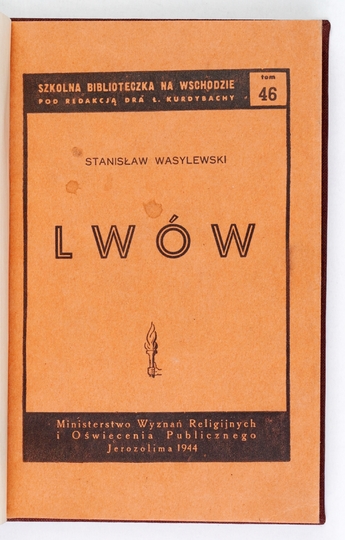 SZKOLNA BIBLIOTECZKA NA WSCHODZIE
POD REDAKCJĄ DRA Ł. KURDYBACHY
tom
46
STANISŁAW WASYLEWSKI
LWÓW
Ministerstwo Wyznań Religijnych
i Oświecenia Publicznego
Jerozolima 1944